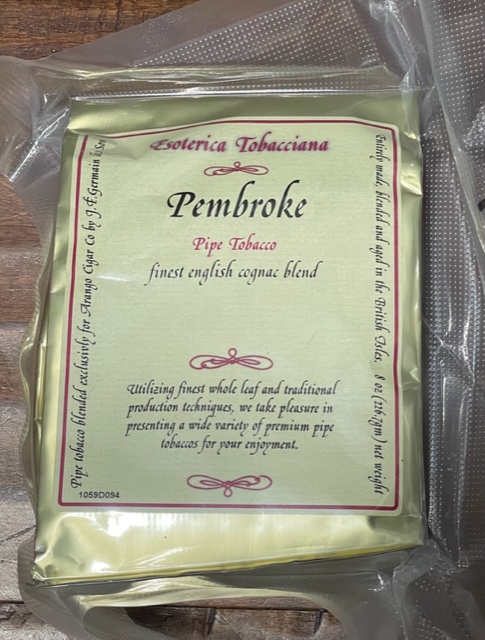 Esoterica Tobacciana
Pembroke
Pipe Tobacco
finest english cognac blend
Utilizing finest whole leaf and traditional
production techniques, we take pleasure in
presenting a wide variety of premium pipe
tobaccos for your enjoyment.
1059D094
Pipe tobacco blended exclusivly for Arango Cigar Co by J.F.Germain & Son
Entirely made, blended and aged in the British Isles. 8 oz (226.7gm) net weight